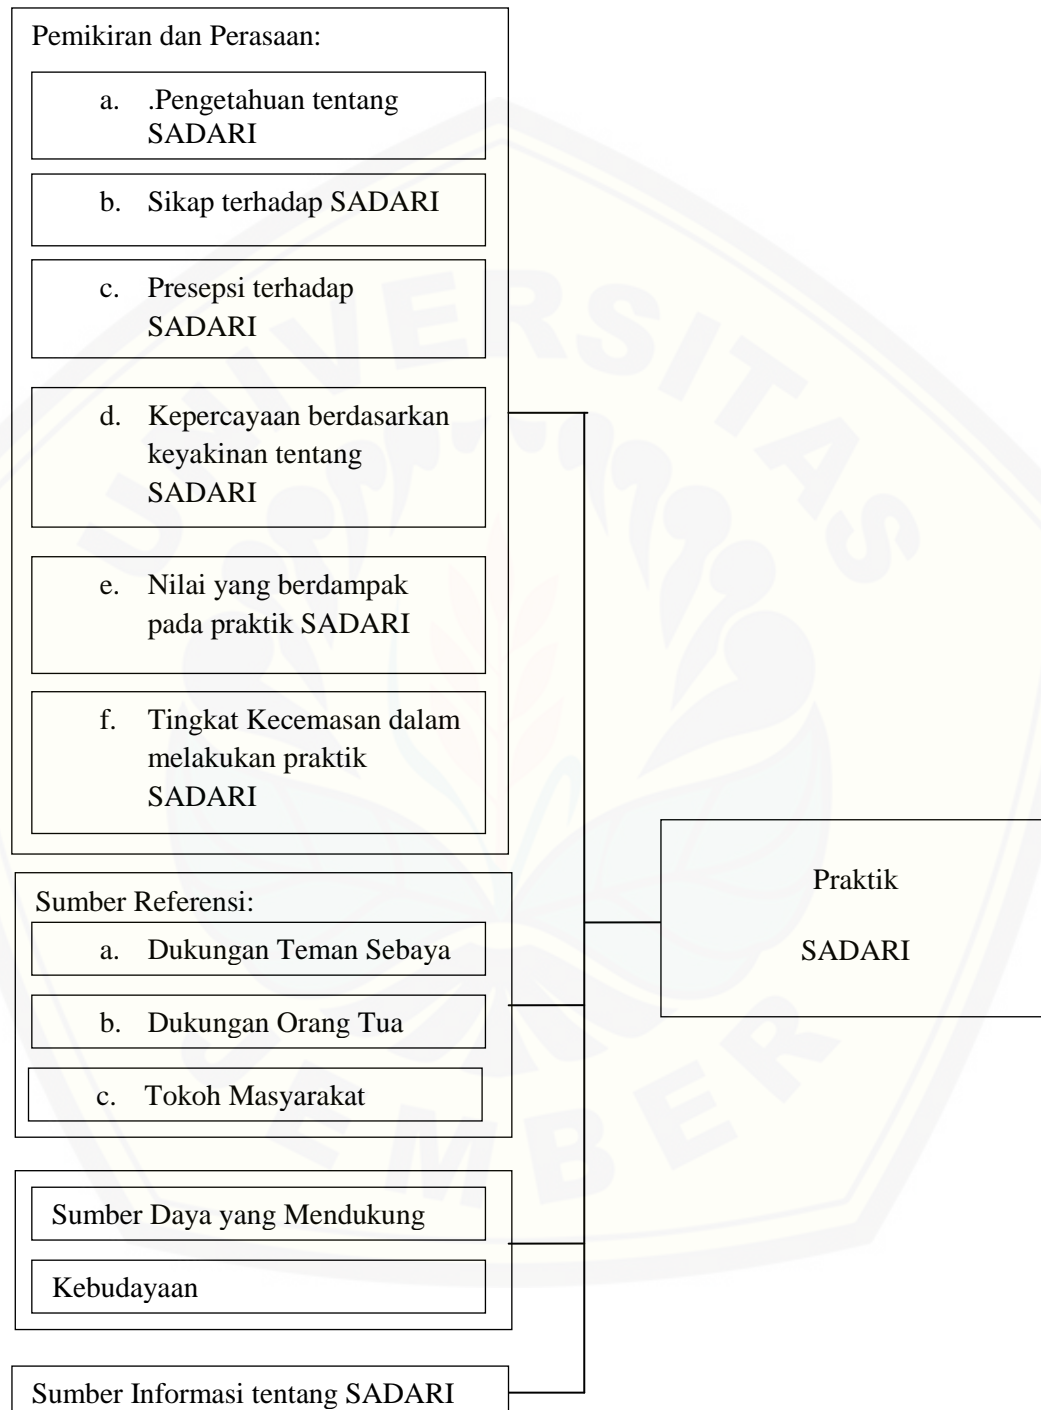 Pemikiran dan Perasaan:
a. .Pengetahuan tentang
SADARI
b. Sikap terhadap SADARI
c. Presepsi terhadap
SADARI
d. Kepercayaan berdasarkan
keyakinan tentang
SADARI
e. Nilai yang berdampak
pada praktik SADARI
f. Tingkat Kecemasan dalam
melakukan praktik
SADARI
Sumber Referensi:
a. Dukungan Teman Sebaya
b. Dukungan Orang Tua
c. Tokoh Masyarakat
Sumber Daya yang Mendukung
Kebudayaan
Sumber Informasi tentang SADARI
Praktik
SADARI
UNIVERSITAS
JEMBER